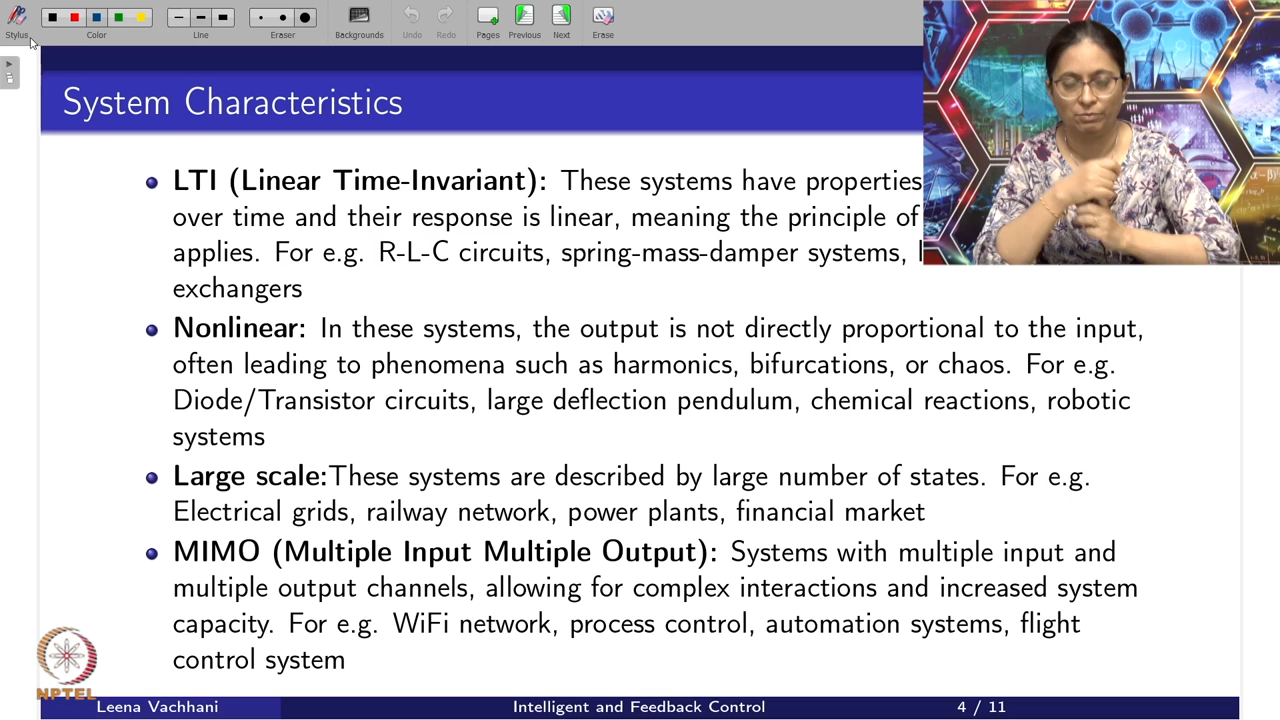 Stylus
Color
Line
Eraser
Backgrounds
Undo
Redo
Pages
Previous
Next
Erase
System Characteristics
LTI (Linear Time-Invariant): These systems have properties
over time and their response is linear, meaning the principle of
applies. For e.g. R-L-C circuits, spring-mass-damper systems,
exchangers
Nonlinear: In these systems, the output is not directly proportional to the input,
often leading to phenomena such as harmonics, bifurcations, or chaos. For e.g.
Diode/Transistor circuits, large deflection pendulum, chemical reactions, robotic
systems
Large scale:These systems are described by large number of states. For e.g.
Electrical grids, railway network, power plants, financial market
MIMO (Multiple Input Multiple Output): Systems with multiple input and
multiple output channels, allowing for complex interactions and increased system
capacity. For e.g. WiFi network, process control, automation systems, flight
control system
NPTEL
Leena Vachhani
Intelligent and Feedback Control
4 / 11